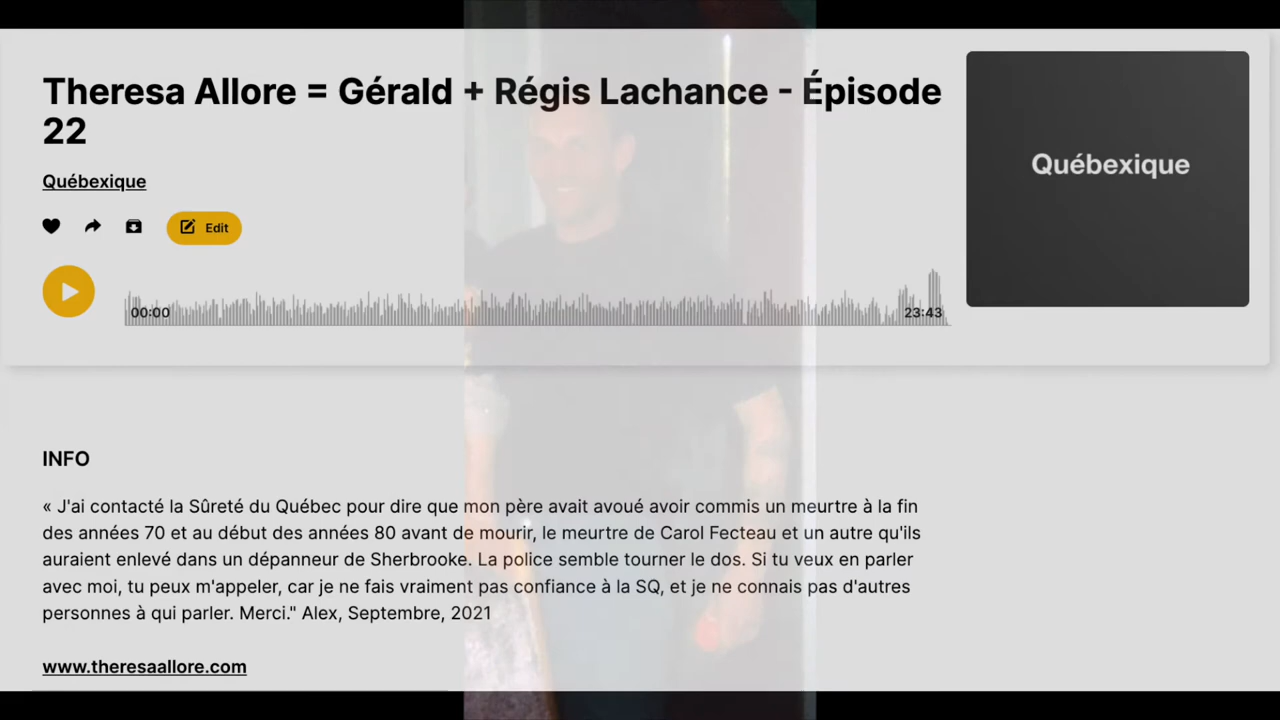 Theresa Allore = Gérald + Régis Lachance - Épisode
22
Québexique
Québexique
Edit
00:00
23:43
INFO
« J'ai contacté la Sûreté du Québec pour dire que mon père avait avoué avoir commis un meurtre à la fin
des années 70 et au début des années 80 avant de mourir, le meurtre de Carol Fecteau et un autre qu'ils
auraient enlevé dans un dépanneur de Sherbrooke. La police semble tourner le dos. Si tu veux en parler
avec moi, tu peux m'appeler, car je ne fais vraiment pas confiance à la SQ, et je ne connais pas d'autres
personnes à qui parler. Merci." Alex, Septembre, 2021
www.theresaallore.com